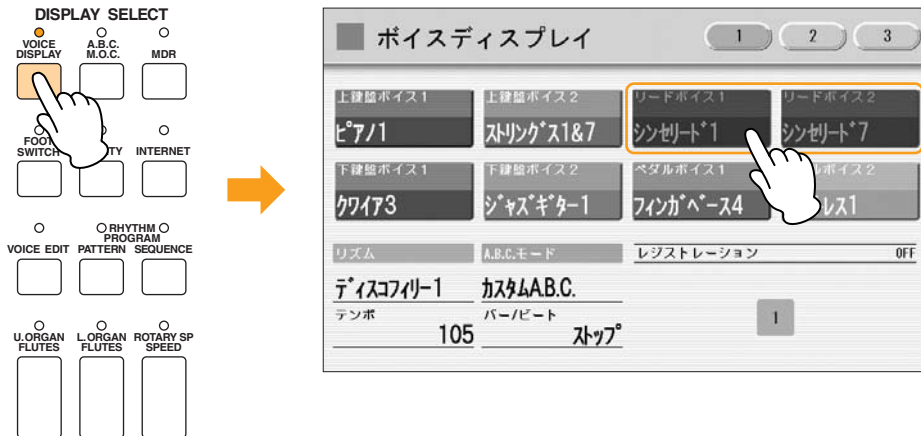 DISPLAY SELECT
VOICE DISPLAY
A.B.C. M.O.C.
MDR
FOOT SWITCH
TY
INTERNET
VOICE EDIT
RHYTHM PROGRAM
PATTERN
SEQUENCE
U.ORGAN FLUTES
L.ORGAN FLUTES
ROTARY SP SPEED
ボイスディスプレイ
1
2
3
上鍵盤ボイス1
上鍵盤ボイス2
リードボイス1
リードボイス2
ピアノ1
ストリングス1&7
シンセリード1
シンセリード7
下鍵盤ボイス1
下鍵盤ボイス2
ペダルボイス1
ボイス2
クワイア3
ジャズギター1
フィンガベース4
レス1
リズム
A.B.C.モード
レジストレーション
OFF
ディスコフィリー1
カスタムA.B.C.
テンポ
バー/ビート
1
105
ストップ